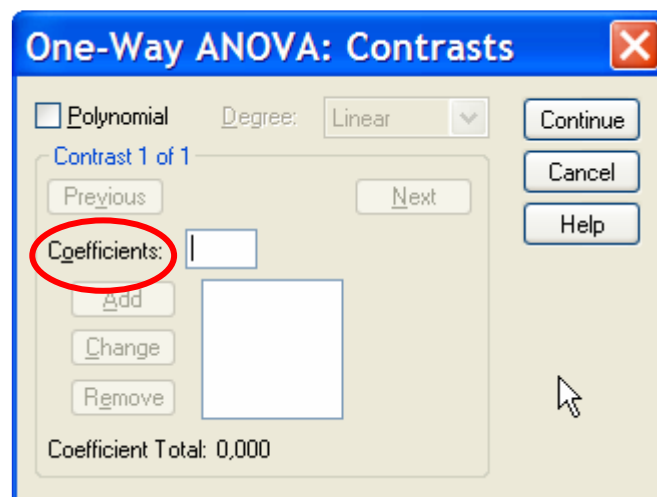 One-Way ANOVA: Contrasts
Polynomial Degree: Linear Continue
Contrast 1 of 1
Cancel
Previous Next
Help
Coefficients:
Add
Change
Remove
Coefficient Total: 0,000